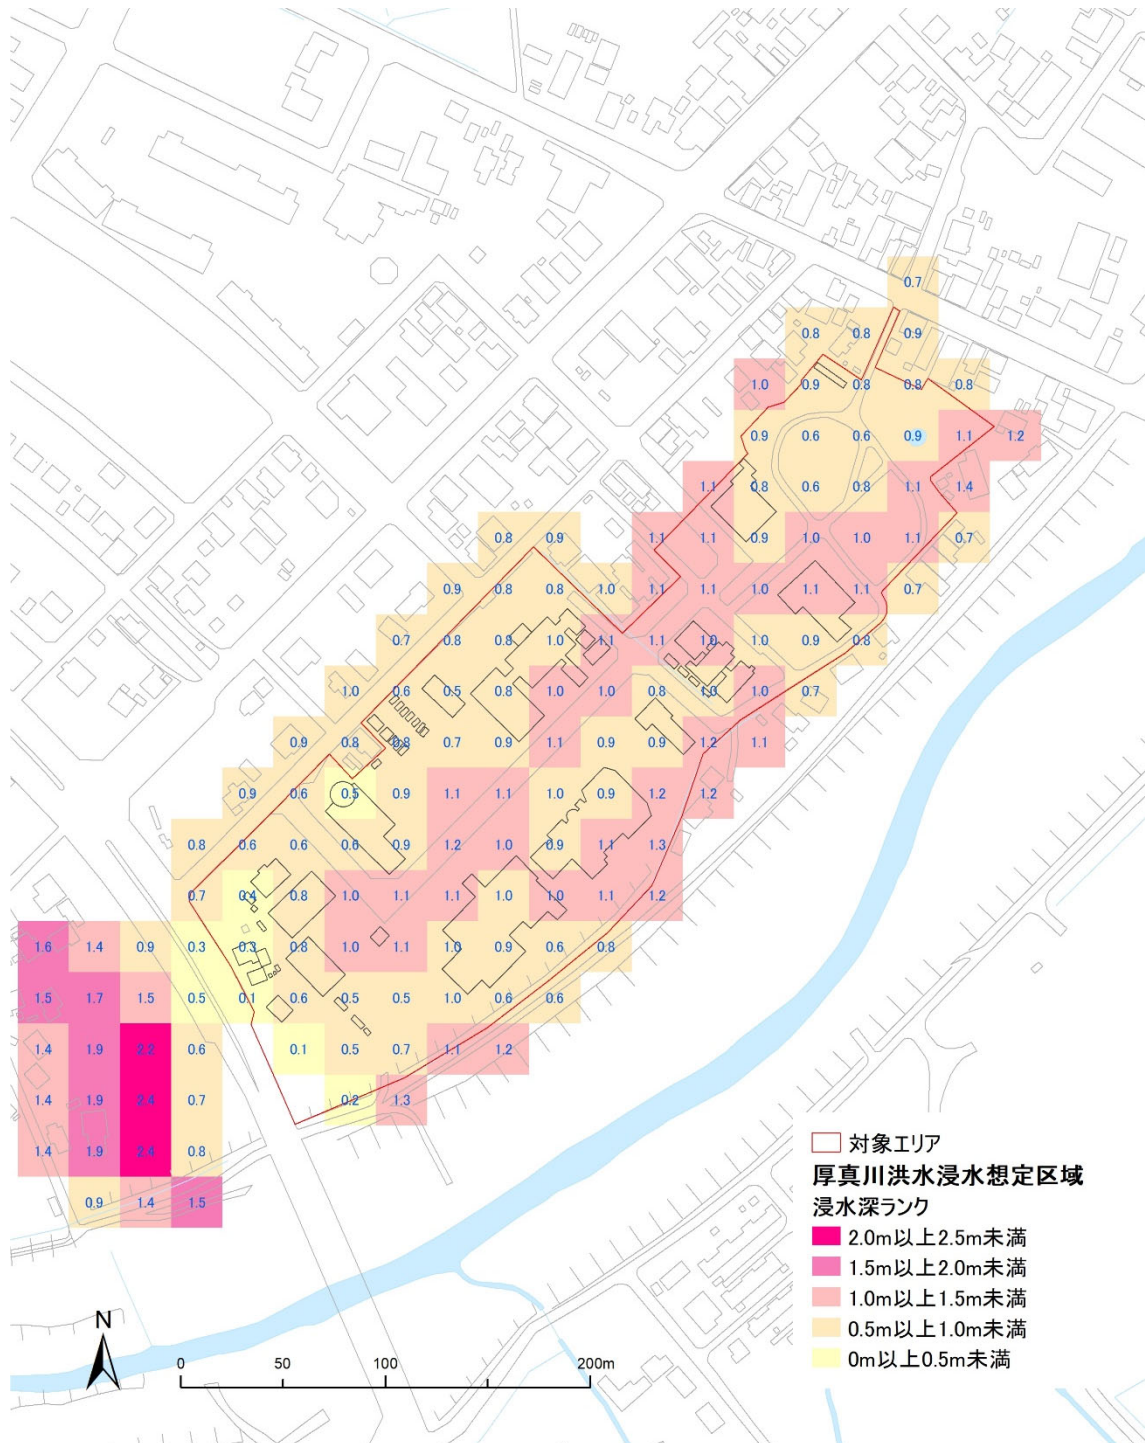 0.7
0.8 0.8 0.9
1.0 0.9 0.8 0.8 0.8
0.9 0.6 0.6 0.9 1.1 1.2
1.1 0.8 0.6 0.8 1.1 1.4
0.8 0.9 1.1 1.1 0.9 1.0 1.0 1.1 0.7
0.9 0.8 0.8 1.0 1.1 1.1 1.0 1.1 1.1 0.7
0.7 0.8 0.8 1.0 1.1 1.1 1.0 1.0 0.9 0.8
1.0 0.6 0.5 0.8 1.0 1.0 0.8 1.0 1.0 0.7
0.9 0.8 0.8 0.7 0.9 1.1 0.9 0.9 1.2 1.1
0.9 0.6 0.5 0.9 1.1 1.1 1.0 0.9 1.2 1.2
0.8 0.6 0.6 0.6 0.9 1.2 1.0 0.9 1.1 1.3
0.7 0.4 0.8 1.0 1.1 1.1 1.0 1.0 1.1 1.2
1.6 1.4 0.9 0.3 0.3 0.8 1.0 1.1 1.0 0.9 0.6 0.8
1.5 1.7 1.5 0.5 0.1 0.6 0.5 0.5 1.0 0.6 0.6
1.4 1.9 2.2 0.6 0.1 0.5 0.7 1.1 1.2
1.4 1.9 2.4 0.7 0.2 1.3
1.4 1.9 2.4 0.8
0.9 1.4 1.5
対象エリア
厚真川洪水浸水想定区域
浸水深ランク
2.0m以上2.5m未満
1.5m以上2.0m未満
1.0m以上1.5m未満
0.5m以上1.0m未満
0m以上0.5m未満
N
0 50 100 200m